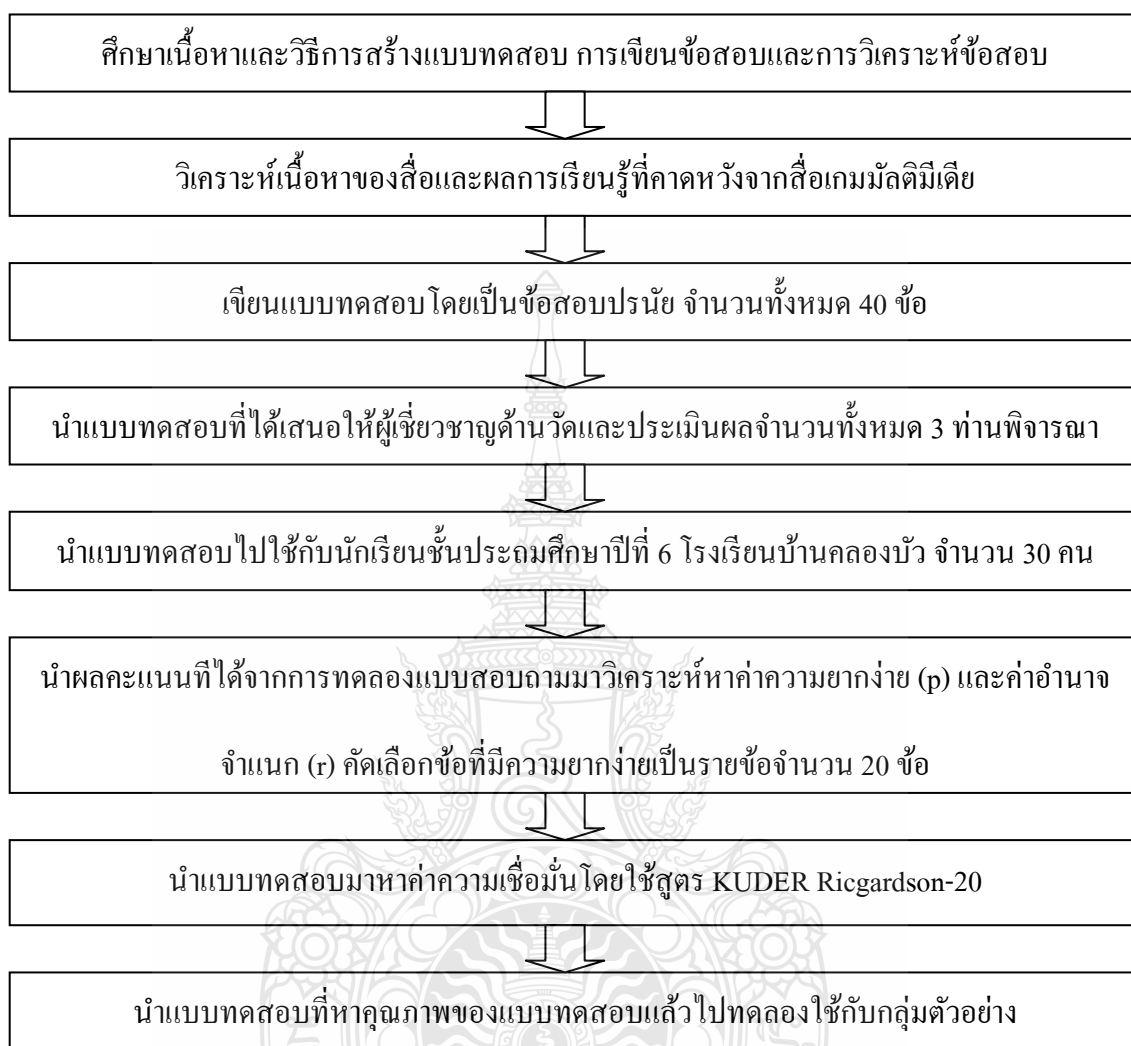 ศึกษาเนื้อหาและวิธีการสร้างแบบทดสอบ การเขียนข้อสอบและการวิเคราะห์ข้อสอบ
วิเคราะห์เนื้อหาของสื่อและผลการเรียนรู้ที่คาดหวังจากสื่อเกมมัลติมีเดีย
เขียนแบบทดสอบโดยเป็นข้อสอบปรนัย จำนวนทั้งหมด 40 ข้อ
นำแบบทดสอบที่ได้เสนอให้ผู้เชี่ยวชาญด้านวัดและประเมินผลจำนวนทั้งหมด 3 ท่านพิจารณา
นำแบบทดสอบไปใช้กับนักเรียนชั้นประถมศึกษาปีที่ 6 โรงเรียนบ้านคลองบัว จำนวน 30 คน
นำผลคะแนนทีได้จากการทดลองแบบสอบถามมาวิเคราะห์หาค่าความยากง่าย (p) และค่าอำนาจ
จำแนก (r) คัดเลือกข้อที่มีความยากง่ายเป็นรายข้อจำนวน 20 ข้อ
นำแบบทดสอบมาหาค่าความเชื่อมั่นโดยใช้สูตร KUDER Ricgardson-20
นำแบบทดสอบที่หาคุณภาพของแบบทดสอบแล้วไปทดลองใช้กับกลุ่มตัวอย่าง